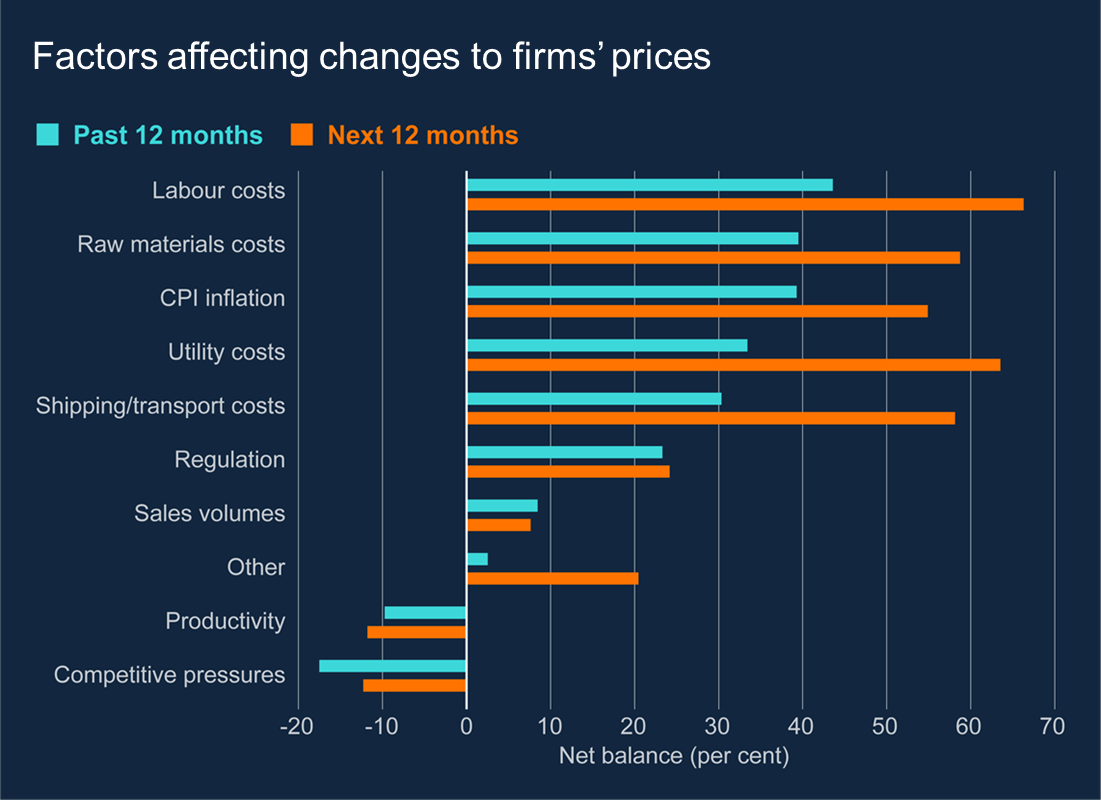 Factors affecting changes to firms’ prices
Past 12 months Next 12 months
Labour costs
Raw materials costs
CPI inflation
Utility costs
Shipping/transport costs
Regulation
Sales volumes
Other
Productivity
Competitive pressures
-20 -10 0 10 20 30 40 50 60 70
Net balance (per cent)